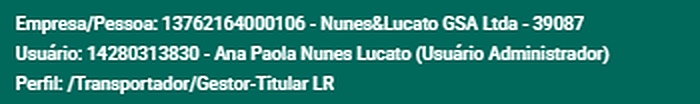 Empresa/Pessoa: 13762164000106 - Nunes&Lucato GSA Ltda - 39087
Usuário: 14280313830 - Ana Paola Nunes Lucato (Usuário Administrador)
Perfil: /Transportador/Gestor-Titular LR